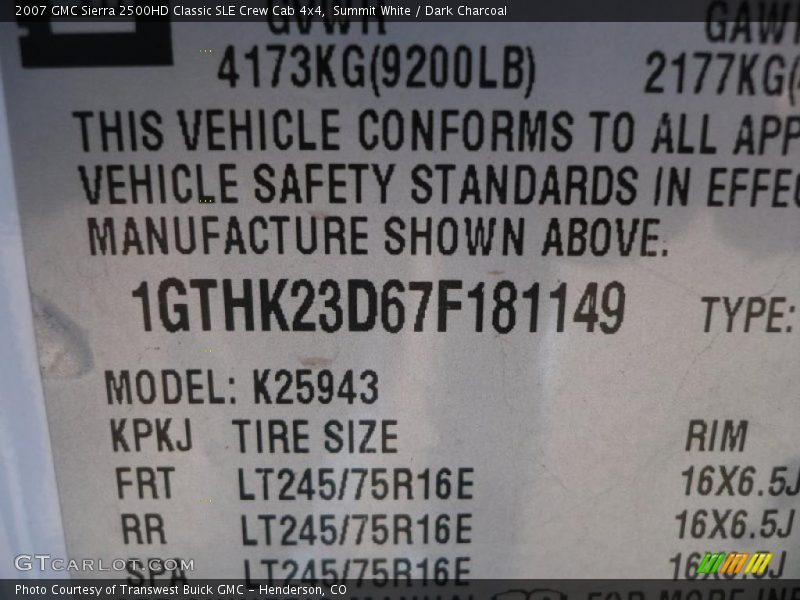 2007 GMC Sierra 2500HD Classic SLE Crew Cab 4x4, Summit White / Dark Charcoal
GVWR
4173KG(9200LB) 2177KG(
THIS VEHICLE CONFORMS TO ALL APP
VEHICLE SAFETY STANDARDS IN EFFEC
MANUFACTURE SHOWN ABOVE.
1GTHK23D67F181149 TYPE:
MODEL: K25943
KPKJ TIRE SIZE RIM
FRT LT245/75R16E 16X6.5J
RR LT245/75R16E 16X6.5J
SPA LT245/75R16E 16X6.5J
GTCARLOT.COM
Photo Courtesy of Transwest Buick GMC - Henderson, CO